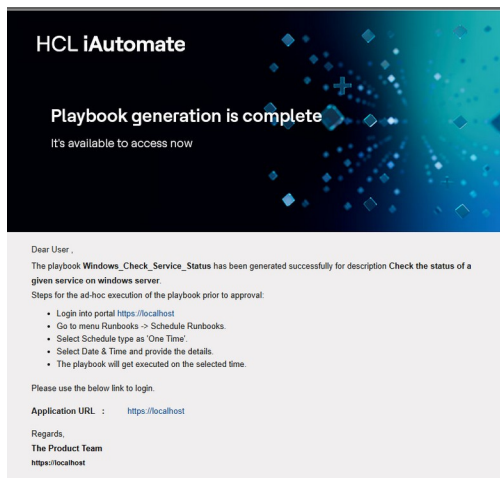 HCL iAutomate
Playbook generation is complete
It's available to access now
Dear User ,
The playbook Windows_Check_Service_Status has been generated successfully for description Check the status of a
given service on windows server.
Steps for the ad-hoc execution of the playbook prior to approval:
• Login into portal https://localhost
• Go to menu Runbooks -> Schedule Runbooks.
• Select Schedule type as 'One Time'.
• Select Date & Time and provide the details.
• The playbook will get executed on the selected time.
Please use the below link to login.
Application URL : https://localhost
Regards,
The Product Team
https://localhost